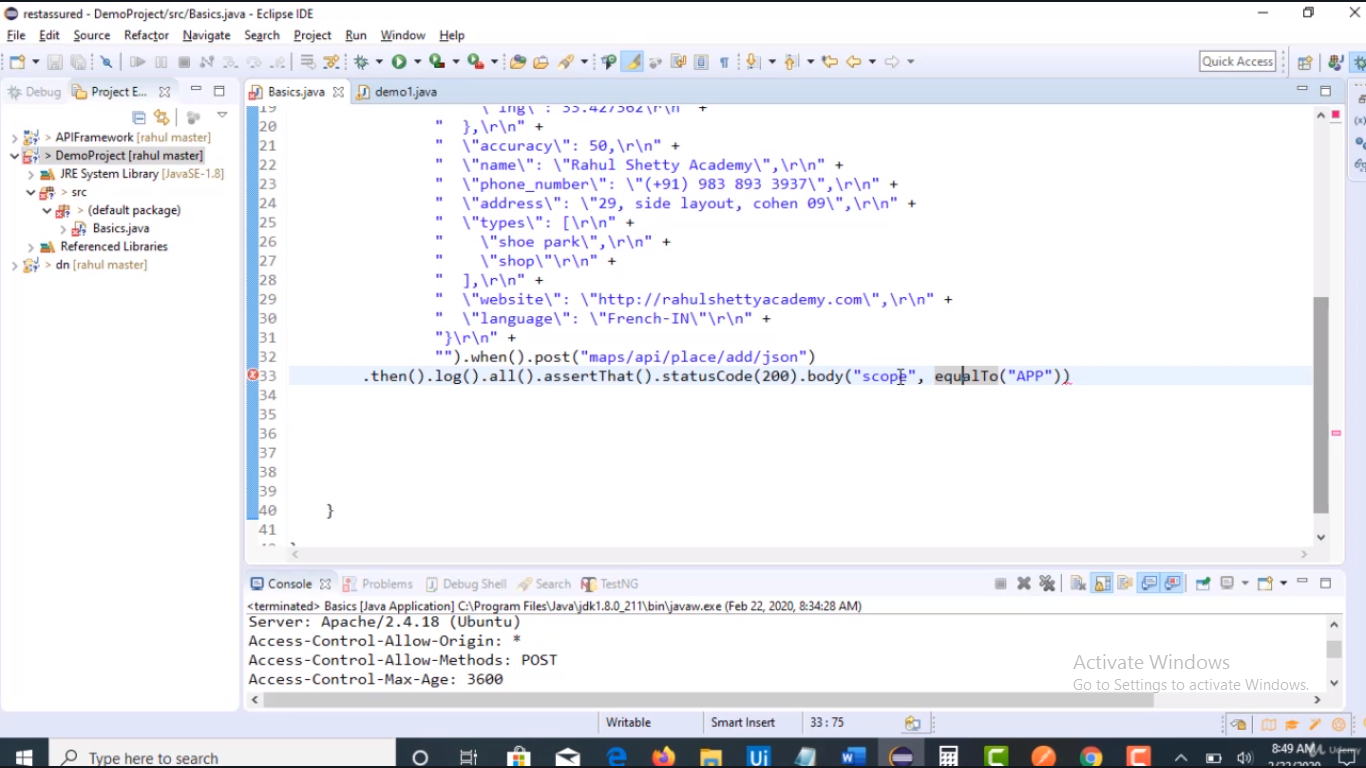 restassured - DemoProject/src/Basics.java - Eclipse IDE
File Edit Source Refactor Navigate Search Project Run Window Help
Quick Access
Debug Project E... Basics.java demo1.java
> APIFramework [rahul master]
> DemoProject [rahul master]
JRE System Library [JavaSE-1.8]
> src
> (default package)
Basics.java
Referenced Libraries
> dn [rahul master]
19 \"lng\": 33.427362\r\n" +
20 " },\r\n" +
21 " \"accuracy\": 50,\r\n" +
22 " \"name\": \"Rahul Shetty Academy\",\r\n" +
23 " \"phone_number\": \"(+91) 983 893 3937\",\r\n" +
24 " \"address\": \"29, side layout, cohen 09\",\r\n" +
25 " \"types\": [\r\n" +
26 " \"shoe park\",\r\n" +
27 " \"shop\"\r\n" +
28 " ],\r\n" +
29 " \"website\": \"http://rahulshettyacademy.com\",\r\n" +
30 " \"language\": \"French-IN\"\r\n" +
31 "}\r\n" +
32 "").when().post("maps/api/place/add/json")
33 .then().log().all().assertThat().statusCode(200).body("scope", equalTo("APP"))
34
35
36
37
38
39
40 }
41
Console Problems Debug Shell Search TestNG
<terminated> Basics [Java Application] C:\Program Files\Java\jdk1.8.0_211\bin\javaw.exe (Feb 22, 2020, 8:34:28 AM)
Server: Apache/2.4.18 (Ubuntu)
Access-Control-Allow-Origin: *
Access-Control-Allow-Methods: POST
Access-Control-Max-Age: 3600
Activate Windows
Go to Settings to activate Windows.
Writable Smart Insert 33 : 75
Type here to search
8:49 AM
Udemy
2/22/2020